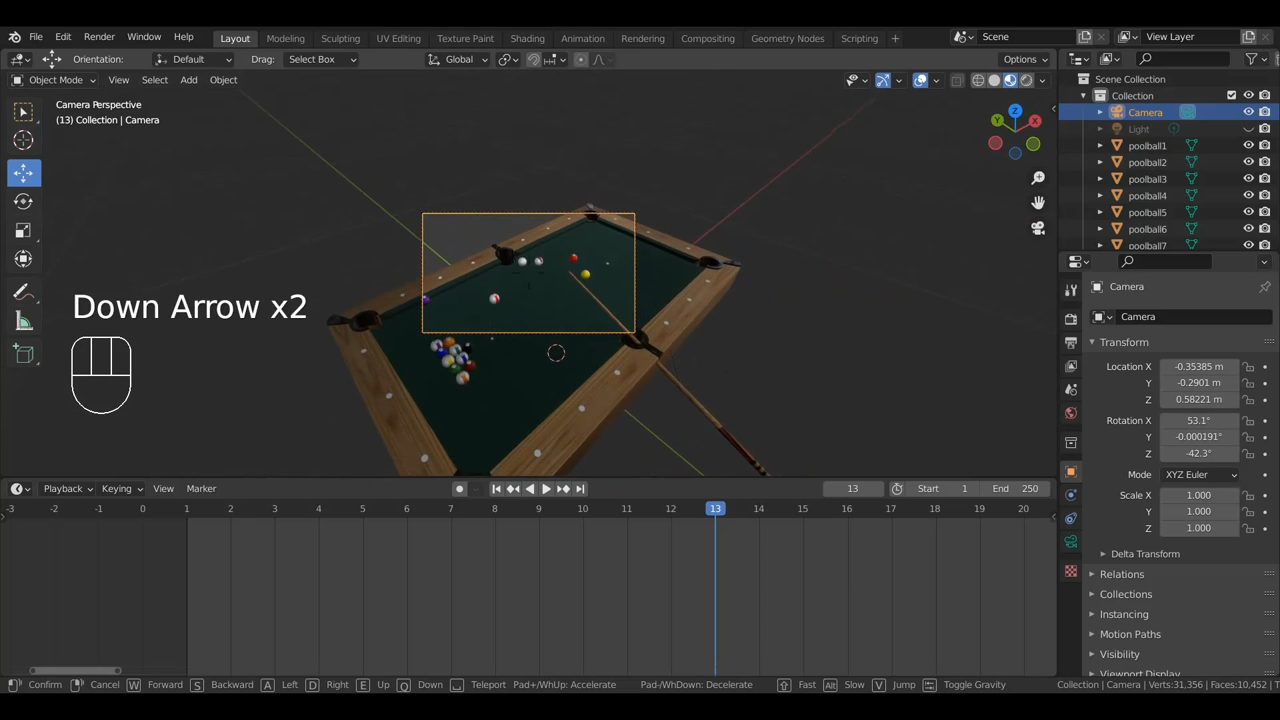 File Edit Render Window Help Layout Modeling Sculpting UV Editing Texture Paint Shading Animation Rendering Compositing Geometry Nodes Scripting + Scene View Layer
Orientation: Default Drag: Select Box Global Options
Object Mode View Select Add Object
Scene Collection
Collection
Camera
Light
poolball1
poolball2
poolball3
poolball4
poolball5
poolball6
poolball7
Camera Perspective
(13) Collection | Camera
Z
Y
X
Down Arrow x2
Camera
Camera
Transform
Location X -0.35385 m
Y -0.2901 m
Z 0.58221 m
Rotation X 53.1°
Y -0.000191°
Z -42.3°
Mode XYZ Euler
Scale X 1.000
Y 1.000
Z 1.000
Delta Transform
Relations
Collections
Instancing
Motion Paths
Visibility
Viewport Display
Playback Keying View Marker 13 Start 1 End 250
-3 -2 -1 0 1 2 3 4 5 6 7 8 9 10 11 12 13 14 15 16 17 18 19 20
Confirm Cancel W Forward S Backward A Left D Right E Up Q Down Teleport Pad+/WhUp: Accelerate Pad-/WhDown: Decelerate Fast Alt Slow V Jump Toggle Gravity Collection | Camera | Verts:31,356 | Faces:10,452 | T